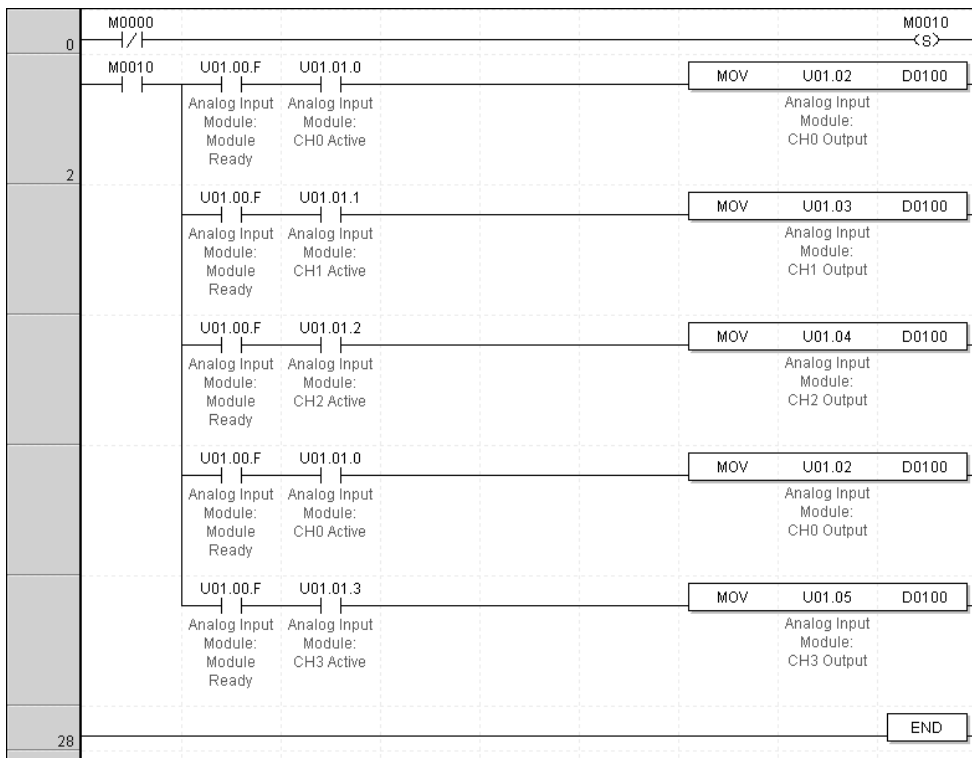 M0000 M0010
0 S
M0010 U01.00.F U01.01.0 MOV U01.02 D0100
Analog Input Analog Input Analog Input
Module: Module: Module:
Module CH0 Active CH0 Output
Ready
2
U01.00.F U01.01.1 MOV U01.03 D0100
Analog Input Analog Input Analog Input
Module: Module: Module:
Module CH1 Active CH1 Output
Ready
U01.00.F U01.01.2 MOV U01.04 D0100
Analog Input Analog Input Analog Input
Module: Module: Module:
Module CH2 Active CH2 Output
Ready
U01.00.F U01.01.0 MOV U01.02 D0100
Analog Input Analog Input Analog Input
Module: Module: Module:
Module CH0 Active CH0 Output
Ready
U01.00.F U01.01.3 MOV U01.05 D0100
Analog Input Analog Input Analog Input
Module: Module: Module:
Module CH3 Active CH3 Output
Ready
28 END